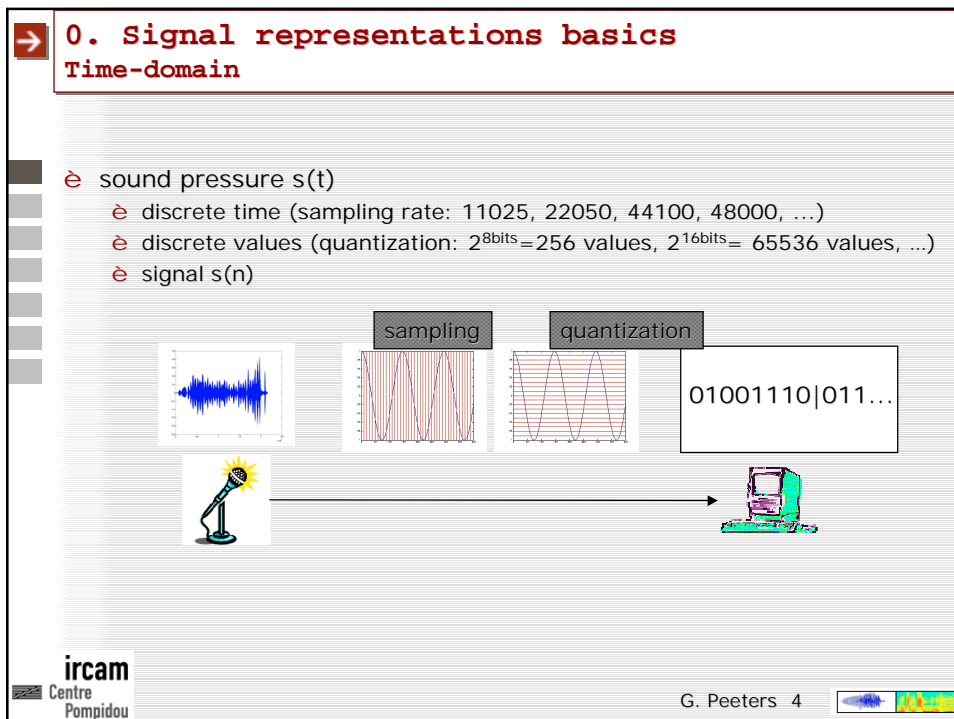 0. Signal representations basics
Time-domain
è sound pressure s(t)
è discrete time (sampling rate: 11025, 22050, 44100, 48000, ...)
è discrete values (quantization: 2^8bits=256 values, 2^16bits= 65536 values, ...)
è signal s(n)
sampling quantization
01001110|011...
ircam
Centre
Pompidou
G. Peeters 4